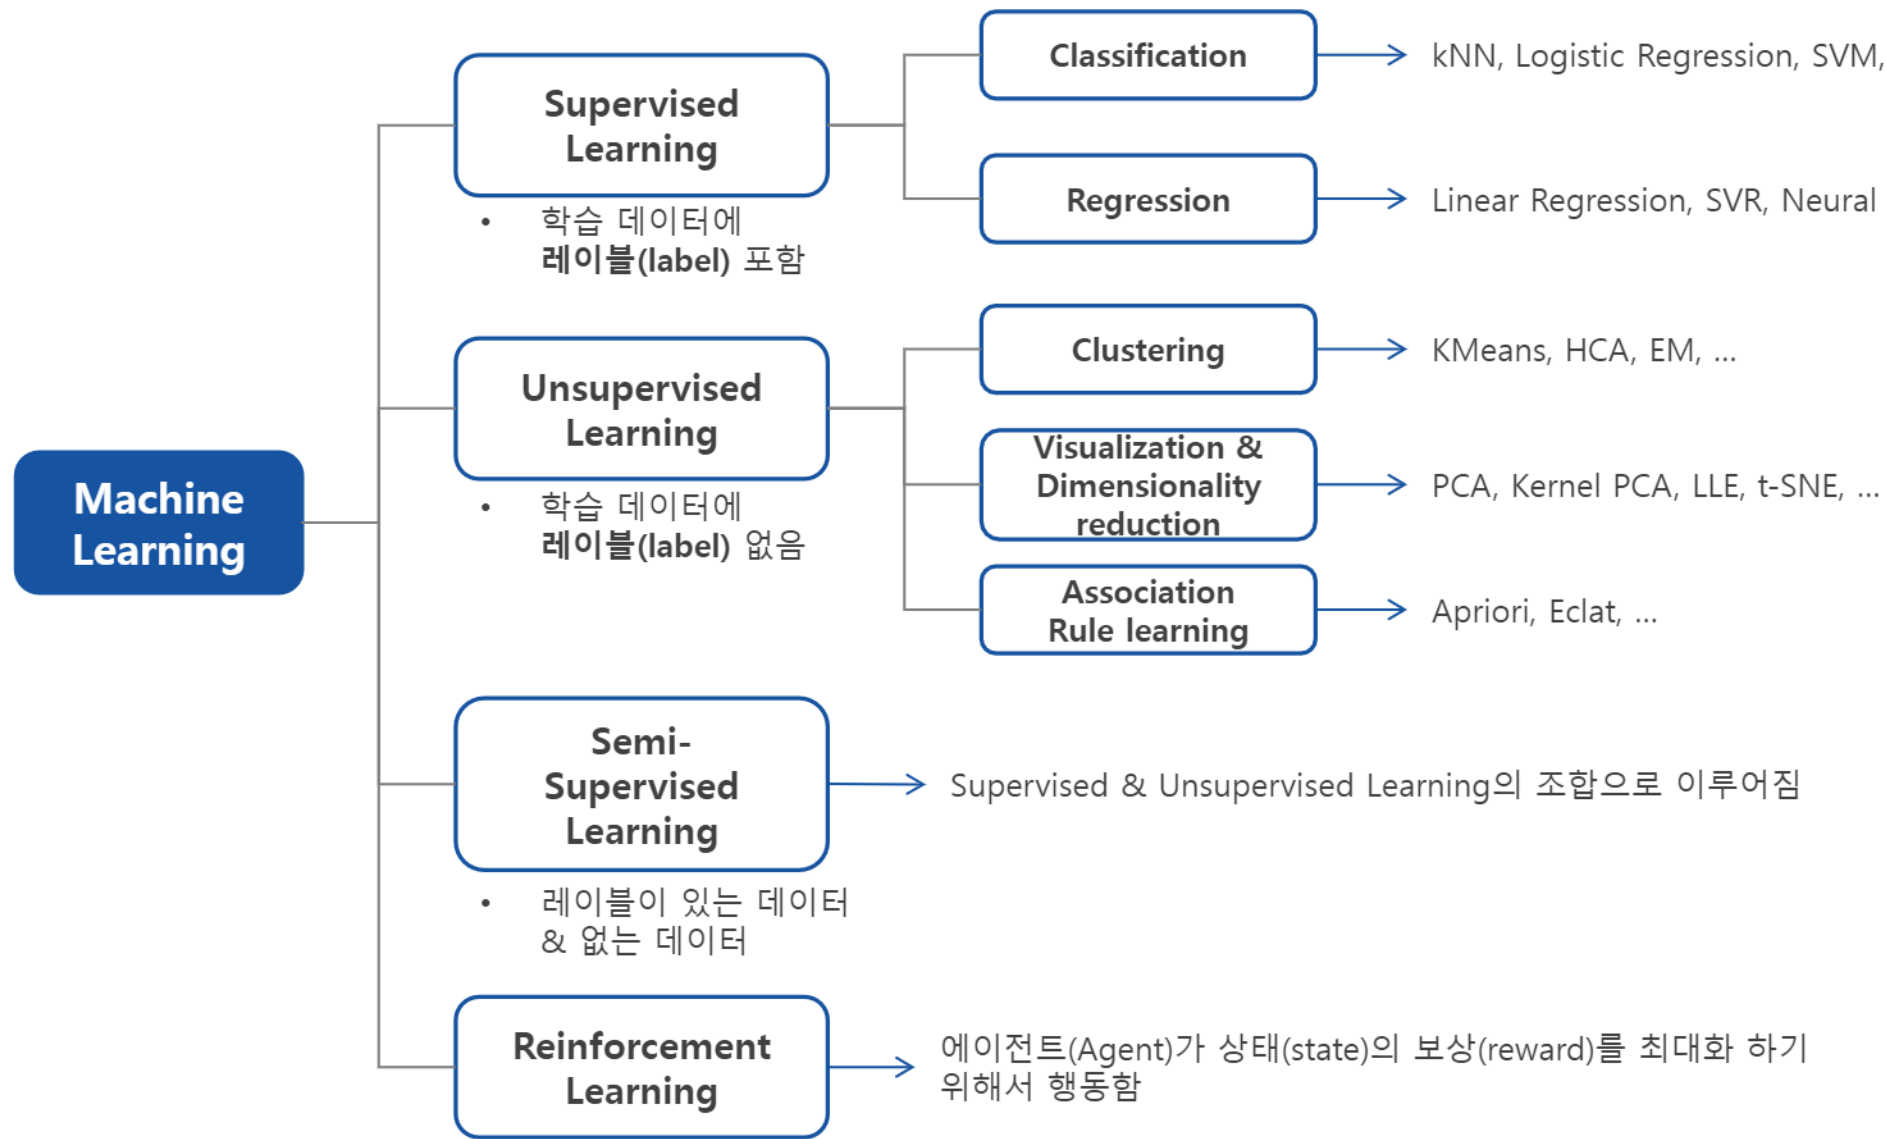 Machine
Learning
Supervised
Learning
• 학습 데이터에
레이블(label) 포함
Classification
kNN, Logistic Regression, SVM,
Regression
Linear Regression, SVR, Neural
Unsupervised
Learning
• 학습 데이터에
레이블(label) 없음
Clustering
KMeans, HCA, EM, ...
Visualization &
Dimensionality
reduction
PCA, Kernel PCA, LLE, t-SNE, ...
Association
Rule learning
Apriori, Eclat, ...
Semi-
Supervised
Learning
• 레이블이 있는 데이터
& 없는 데이터
Supervised & Unsupervised Learning의 조합으로 이루어짐
Reinforcement
Learning
에이전트(Agent)가 상태(state)의 보상(reward)를 최대화 하기
위해서 행동함